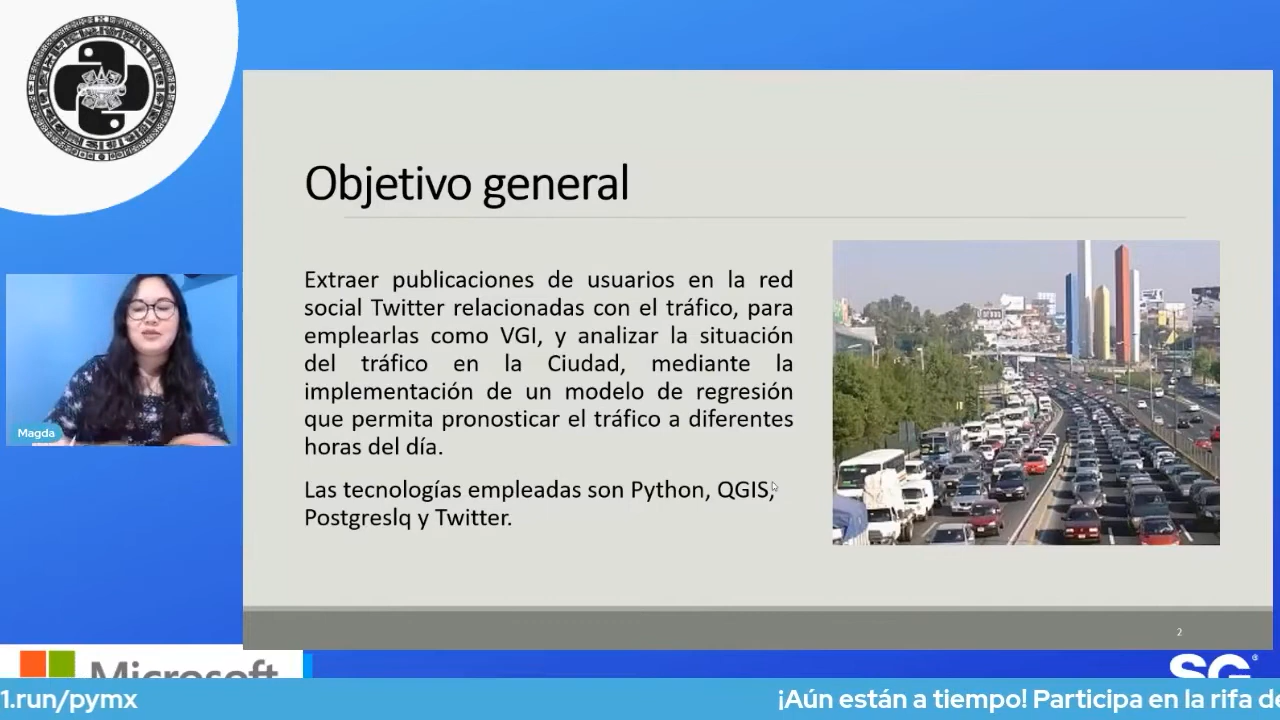 Objetivo general
Extraer publicaciones de usuarios en la red
social Twitter relacionadas con el tráfico, para
emplearlas como VGI, y analizar la situación
del tráfico en la Ciudad, mediante la
implementación de un modelo de regresión
que permita pronosticar el tráfico a diferentes
horas del día.
Las tecnologías empleadas son Python, QGIS,
Postgreslq y Twitter.
Magda
2
Microsoft
SG
1.run/pymx
¡Aún están a tiempo! Participa en la rifa de